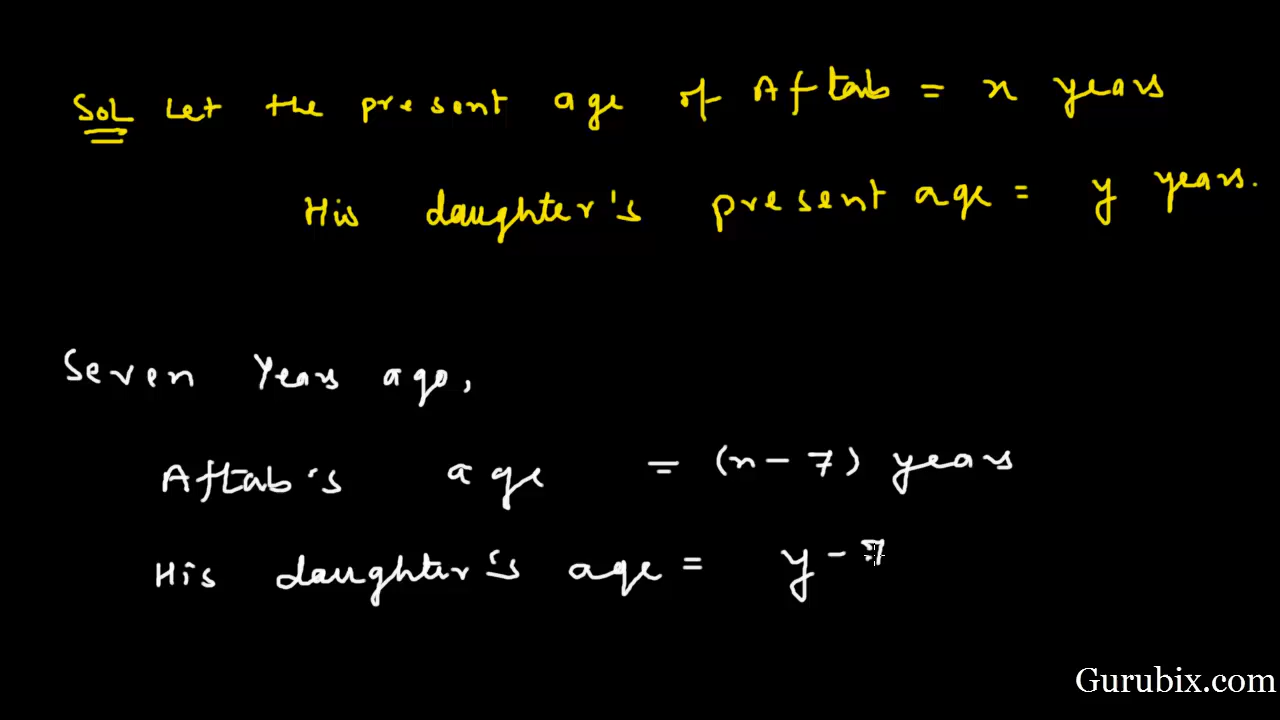 Sol Let the present age of Aftab = x years
His daughter's present age = y years.
Seven Years ago,
Aftab's age = (x - 7) years
His daughter's age = y - 7
Gurubix.com